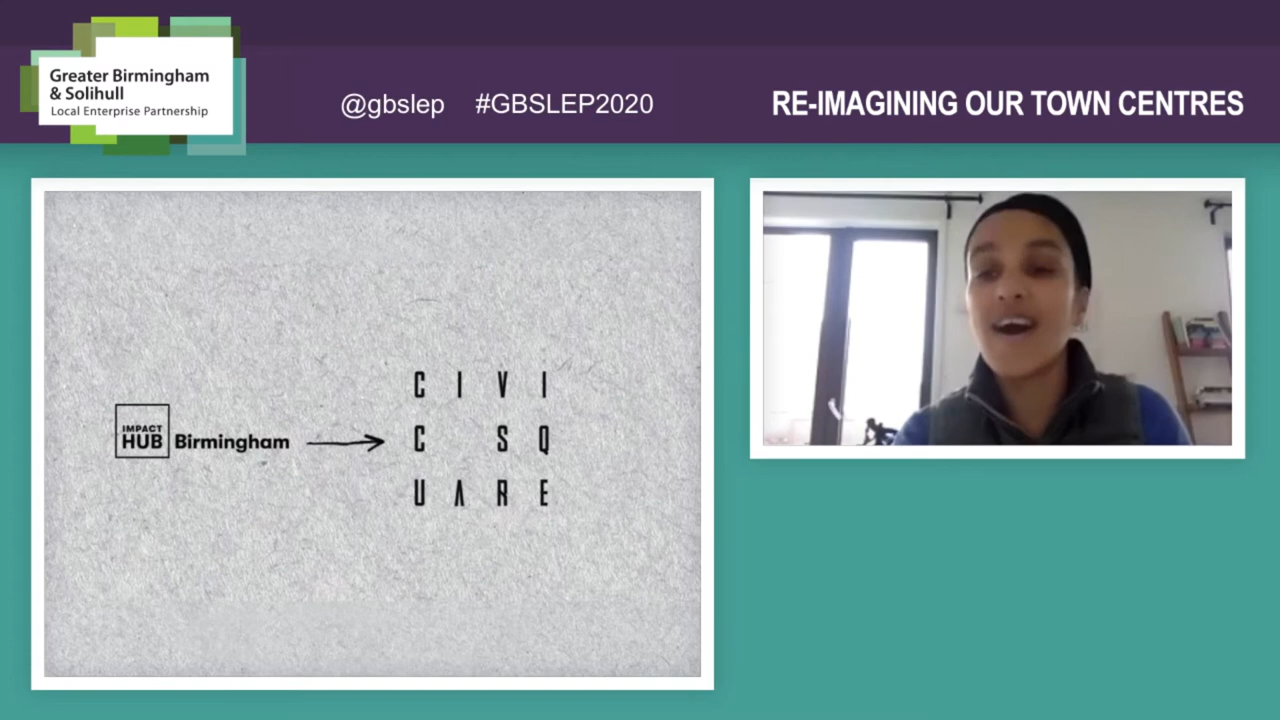 Greater Birmingham
& Solihull
Local Enterprise Partnership
@gbslep #GBSLEP2020
RE-IMAGINING OUR TOWN CENTRES
IMPACT
HUB Birmingham
C I V I
C S Q
U A R E